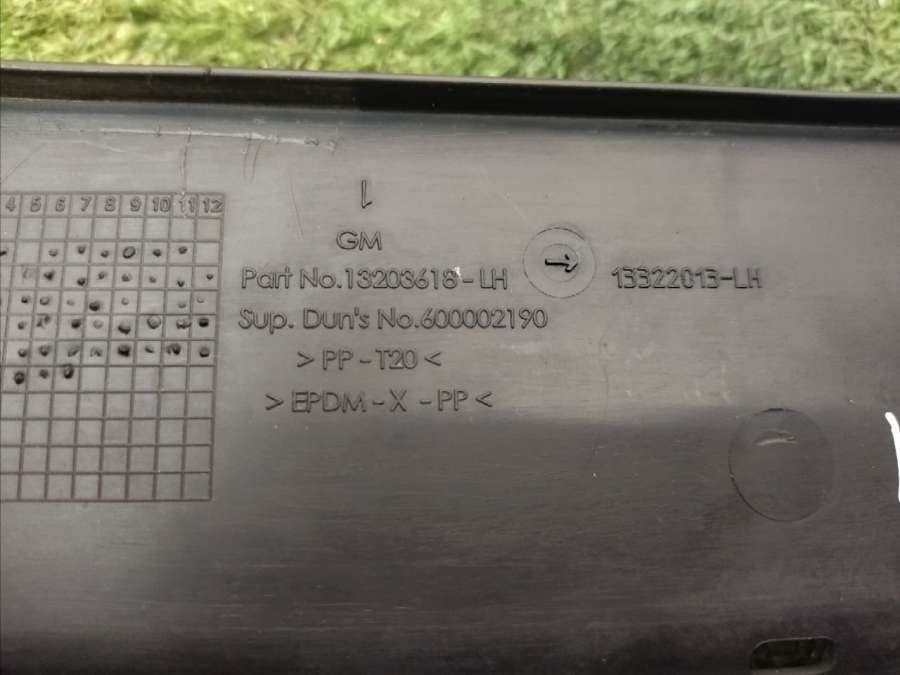 4 5 6 7 8 9 10 11 12
1
GM
Part No.13203618-LH
13322013-LH
Sup. Dun's No.600002190
> PP-T20 <
> EPDM-X -PP <